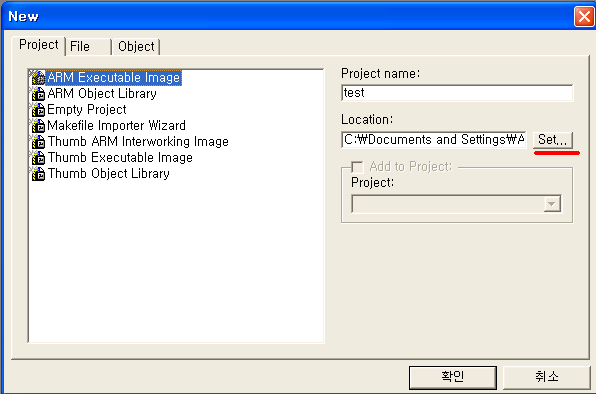 New
Project
File
Object
ARM Executable Image
ARM Object Library
Empty Project
Makefile Importer Wizard
Thumb ARM Interworking Image
Thumb Executable Image
Thumb Object Library
Project name:
test
Location:
C:₩Documents and Settings₩A
Set...
Add to Project:
Project:
확인
취소